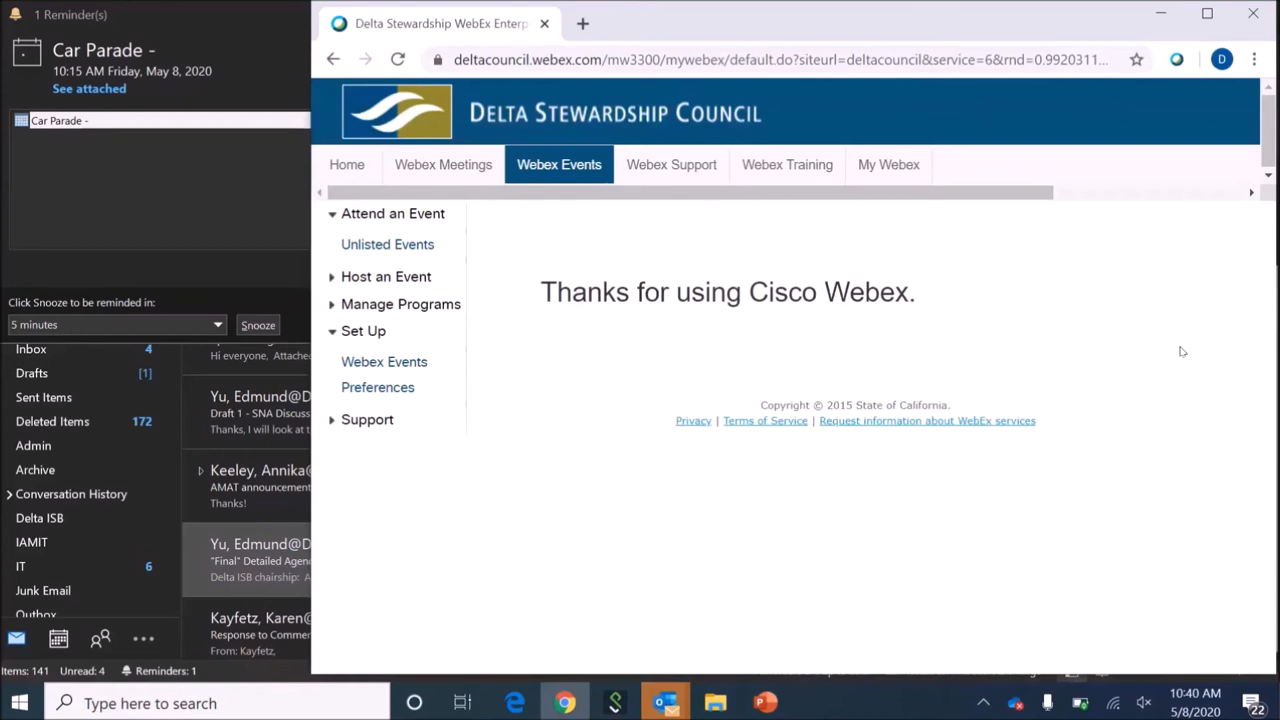 1 Reminder(s)
Car Parade -
10:15 AM Friday, May 8, 2020
See attached
Car Parade -
Click Snooze to be reminded in:
5 minutes
Snooze
Inbox 4
Drafts [1]
Sent Items
Deleted Items 172
Admin
Archive
Conversation History
Delta ISB
IAMIT
IT 6
Junk Email
Outbox
Hi everyone, Attached
Yu, Edmund@D
Draft 1 - SNA Discuss
Thanks, I will look at t
Keeley, Annika@
AMAT announcement
Thanks!
Yu, Edmund@D
"Final" Detailed Agen
Delta ISB chairship: A
Kayfetz, Karen@
Response to Comme
From: Kayfetz,
Items: 141 Unread: 4 Reminders: 1
Delta Stewardship WebEx Enterp
deltacouncil.webex.com/mw3300/mywebex/default.do?siteurl=deltacouncil&service=6&rnd=0.9920311...
D
DELTA STEWARDSHIP COUNCIL
Home Webex Meetings Webex Events Webex Support Webex Training My Webex
Attend an Event
Unlisted Events
Host an Event
Manage Programs
Set Up
Webex Events
Preferences
Support
Thanks for using Cisco Webex.
Copyright © 2015 State of California.
Privacy | Terms of Service | Request information about WebEx services
Type here to search
10:40 AM
5/8/2020
22